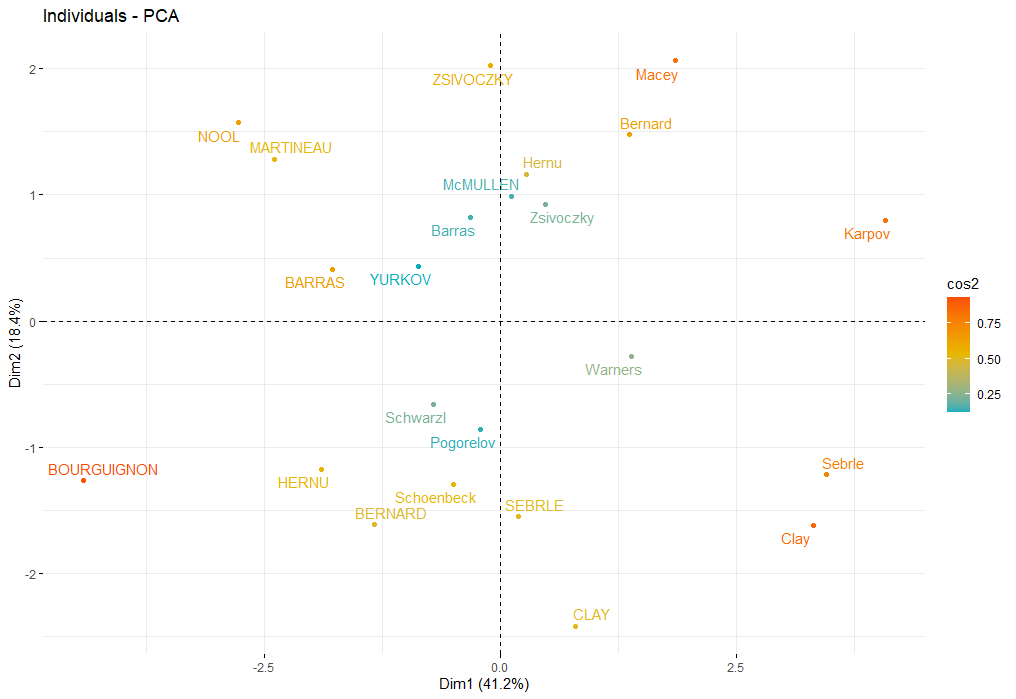 Individuals - PCA
2
1
0
-1
-2
Dim2 (18.4%)
ZSIVOCZKY
Macey
NOOL
Bernard
MARTINEAU
Hernu
McMULLEN
Zsivoczky
Barras
Karpov
BARRAS
YURKOV
Warners
Schwarzl
Pogorelov
BOURGUIGNON
Sebrle
HERNU
Schoenbeck
SEBRLE
BERNARD
Clay
CLAY
-2.5
0.0
2.5
Dim1 (41.2%)
cos2
0.75
0.50
0.25